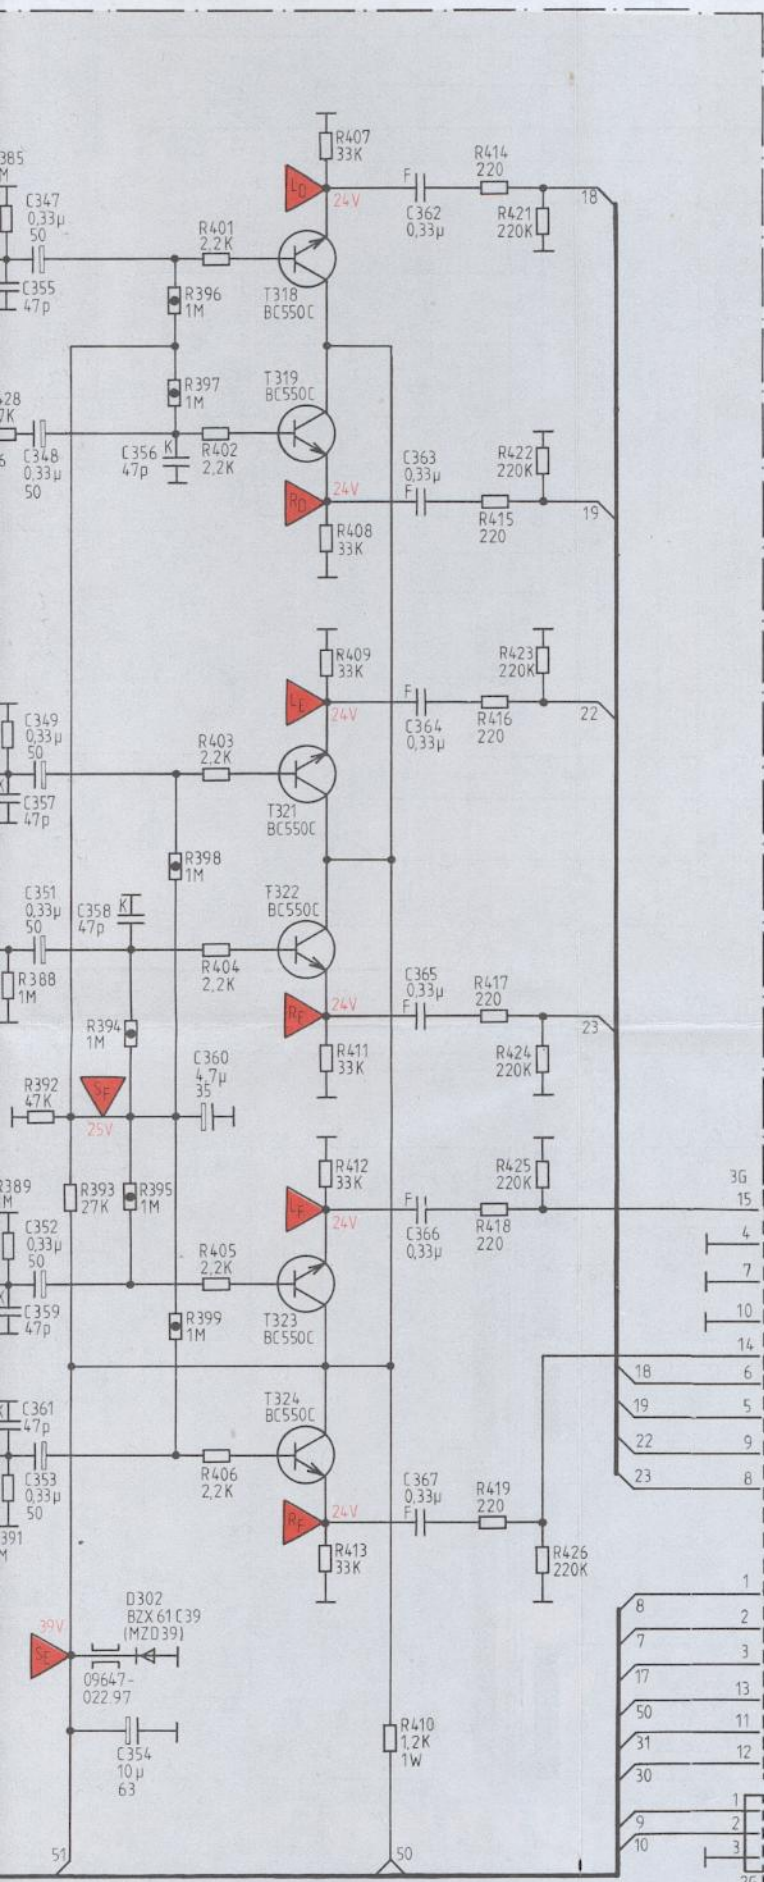 R407
33K
385
M
R414
220
L D
F
24V
C347
0,33µ
50
C362
0,33µ
R421
220K
18
R401
2,2K
C355
47p
R396
1M
T318
BC550C
R397
1M
T319
BC550C
428
7K
6
C348
0,33µ
50
K
C356
47p
R402
2,2K
C363
0,33µ
F
R422
220K
R D
24V
R415
220
19
R408
33K
R409
33K
R423
220K
L E
F
24V
C364
0,33µ
R416
220
22
C349
0,33µ
50
R403
2,2K
C357
47p
T321
BC550C
R398
1M
C351
0,33µ
50
C358
47p
K
T322
BC550C
R388
1M
R404
2,2K
C365
0,33µ
F
R417
220
24V
23
R394
1M
R411
33K
R424
220K
R392
47K
S F
25V
C360
4,7µ
35
R412
33K
R425
220K
R389
1M
R393
27K
R395
1M
24V
F
C366
0,33µ
R418
220
3G
15
4
C352
0,33µ
50
R405
2,2K
7
C359
47p
R399
1M
T323
BC550C
10
14
18
6
T324
BC550C
19
5
C361
47p
22
9
R406
2,2K
C353
0,33µ
50
C367
0,33µ
F
R419
220
23
8
R F
24V
391
M
R413
33K
R426
220K
D302
BZX 61 C39
(MZD39)
39V
S E
09647-
022.97
1
8
2
7
3
17
13
50
11
31
12
30
C354
10µ
63
R410
1,2K
1W
1
9
2
10
3
51
50